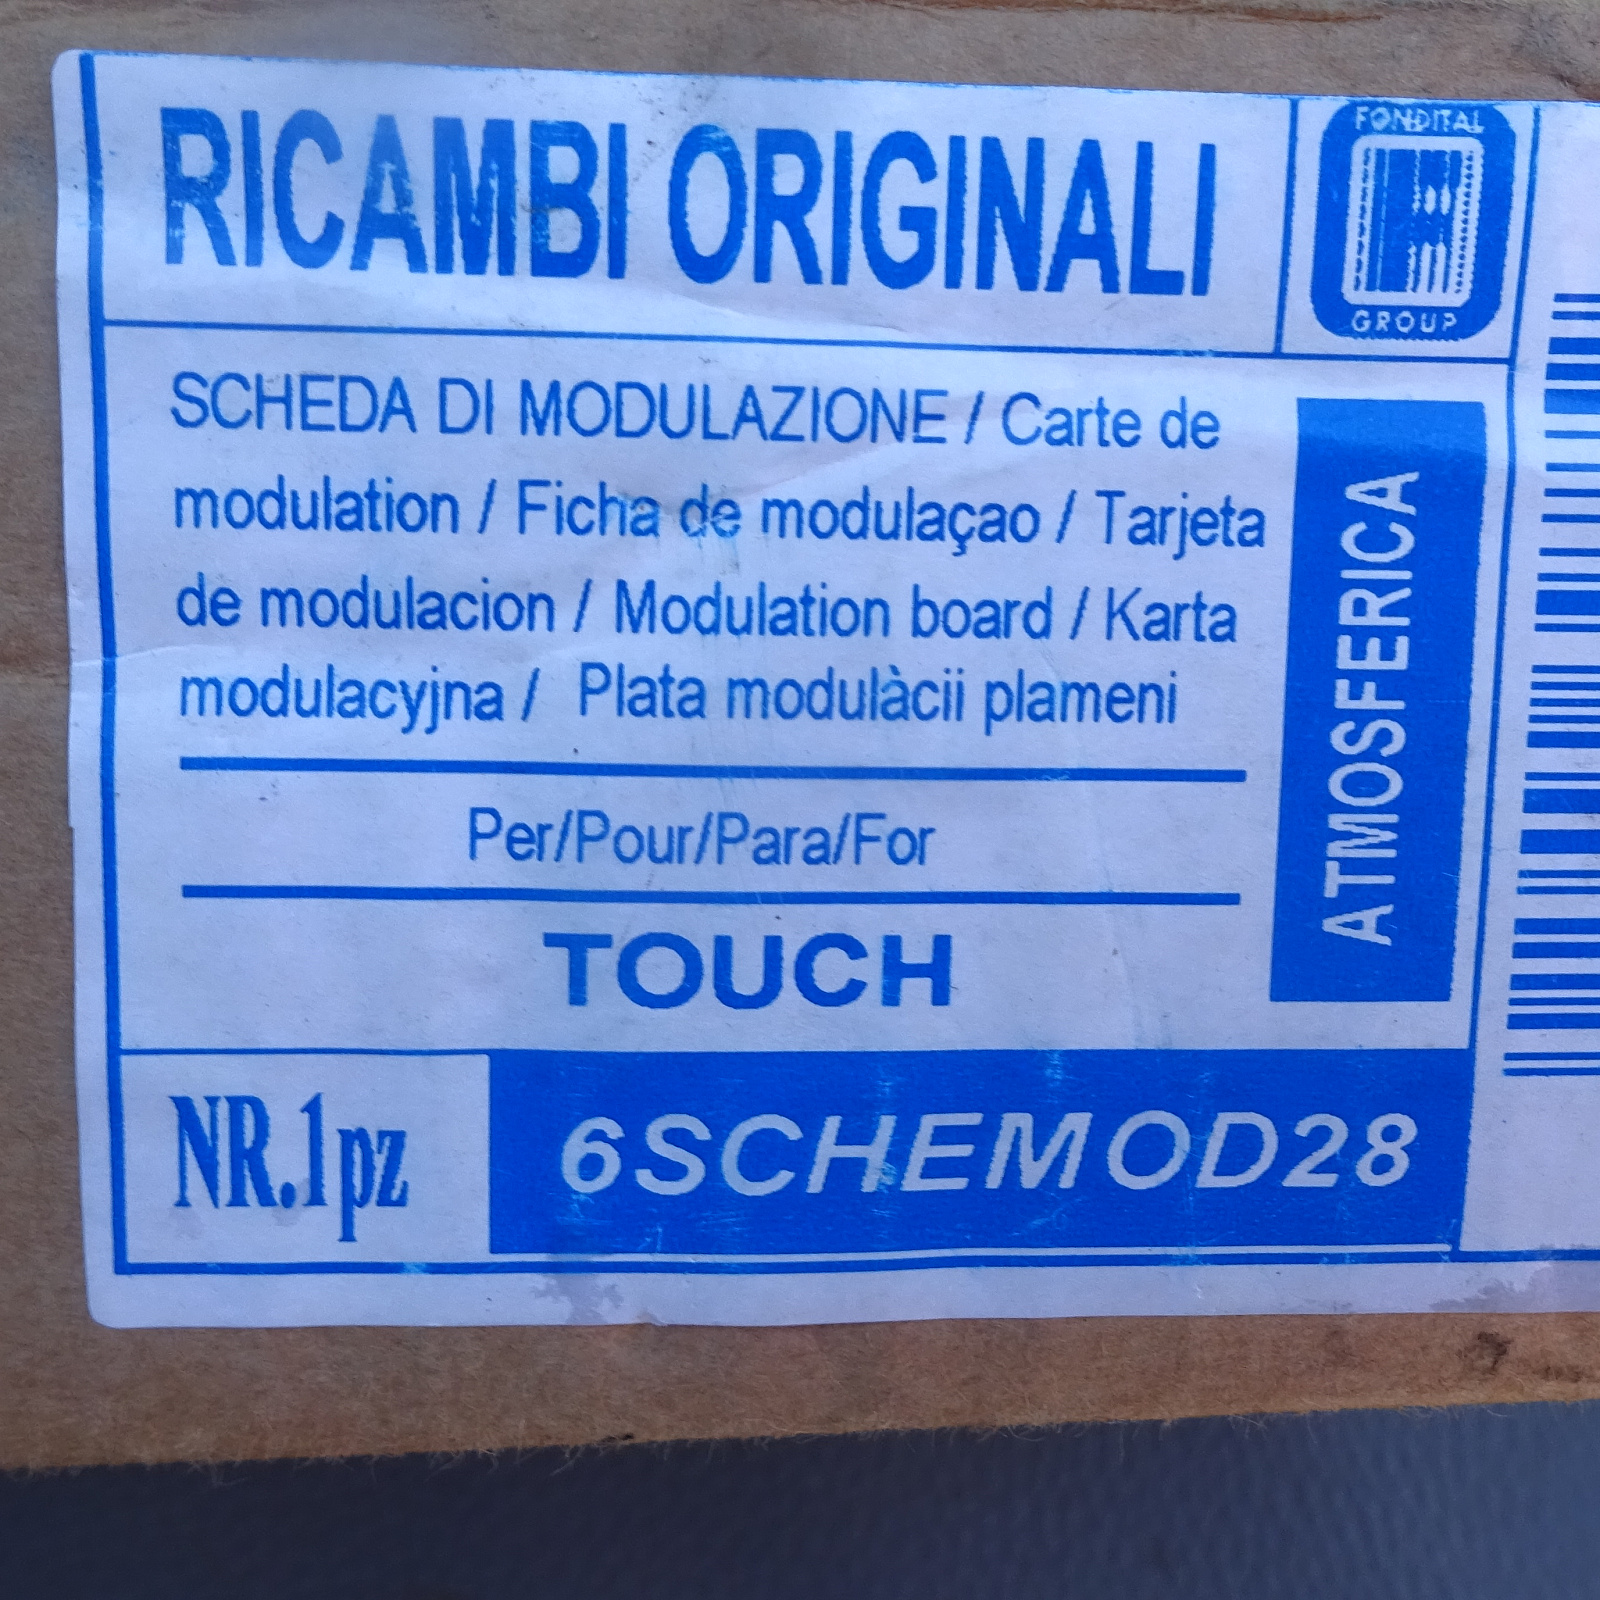 RICAMBI ORIGINALI
FONDITAL
GROUP
SCHEDA DI MODULAZIONE / Carte de
modulation / Ficha de modulaçao / Tarjeta
de modulacion / Modulation board / Karta
modulacyjna / Plata modulàcii plameni
ATMOSFERICA
Per/Pour/Para/For
TOUCH
NR.1pz
6SCHEMOD28